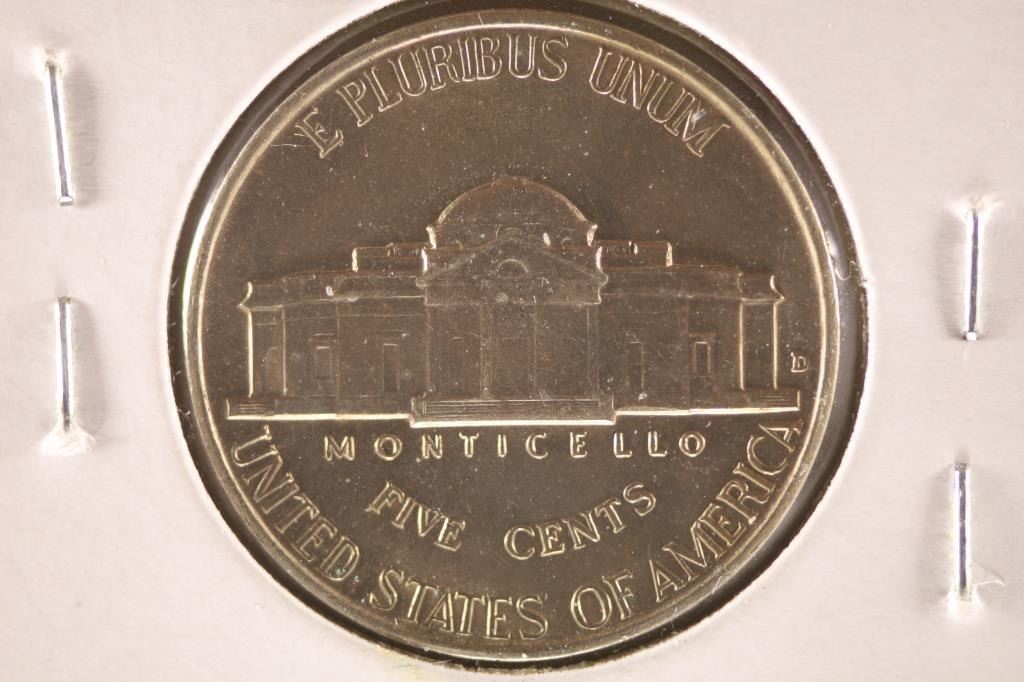 E PLURIBUS UNUM
D
MONTICELLO
FIVE CENTS
UNITED STATES OF AMERICA